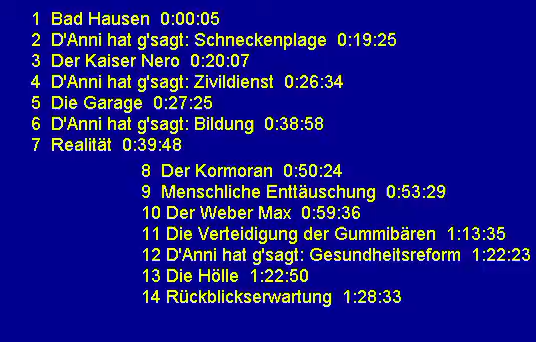 1 Bad Hausen 0:00:05
2 D'Anni hat g'sagt: Schneckenplage 0:19:25
3 Der Kaiser Nero 0:20:07
4 D'Anni hat g'sagt: Zivildienst 0:26:34
5 Die Garage 0:27:25
6 D'Anni hat g'sagt: Bildung 0:38:58
7 Realität 0:39:48
8 Der Kormoran 0:50:24
9 Menschliche Enttäuschung 0:53:29
10 Der Weber Max 0:59:36
11 Die Verteidigung der Gummibären 1:13:35
12 D'Anni hat g'sagt: Gesundheitsreform 1:22:23
13 Die Hölle 1:22:50
14 Rückblickserwartung 1:28:33